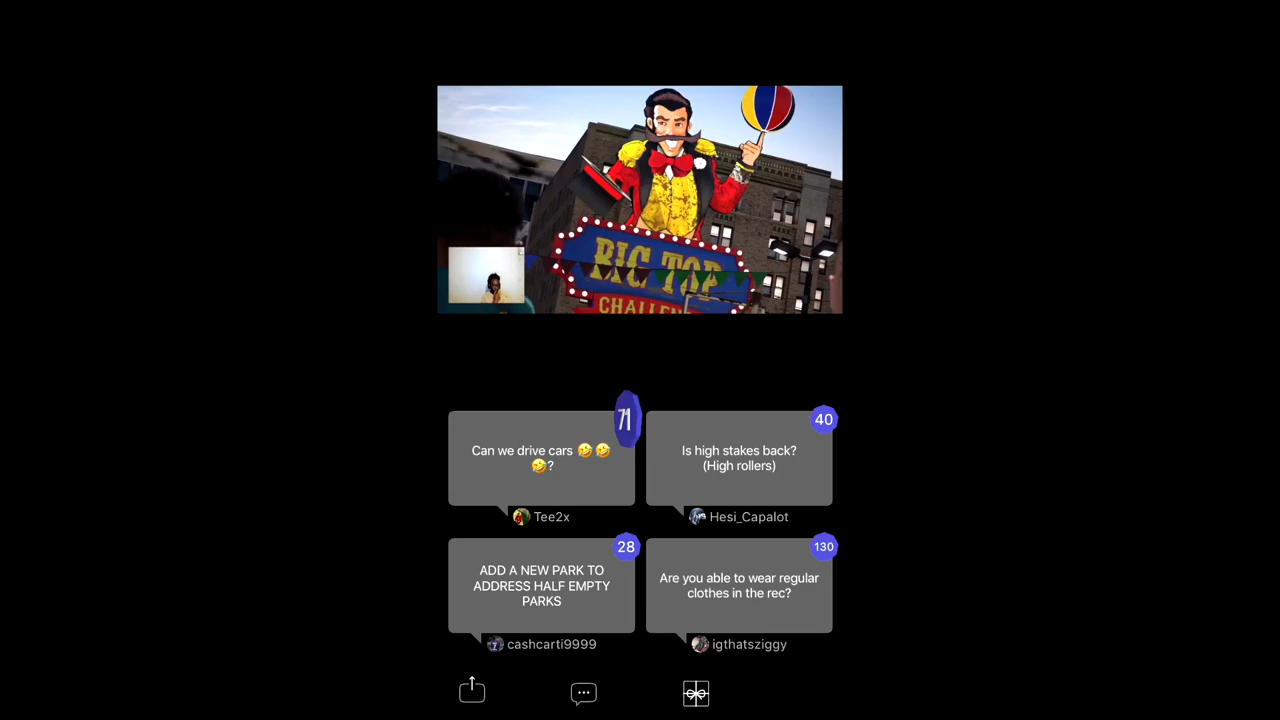 BIG TOP
71
40
Can we drive cars 🤣 🤣
🤣?
Is high stakes back?
(High rollers)
Tee2x
Hesi_Capalot
28
130
ADD A NEW PARK TO
ADDRESS HALF EMPTY
PARKS
Are you able to wear regular
clothes in the rec?
cashcarti9999
igthatsziggy